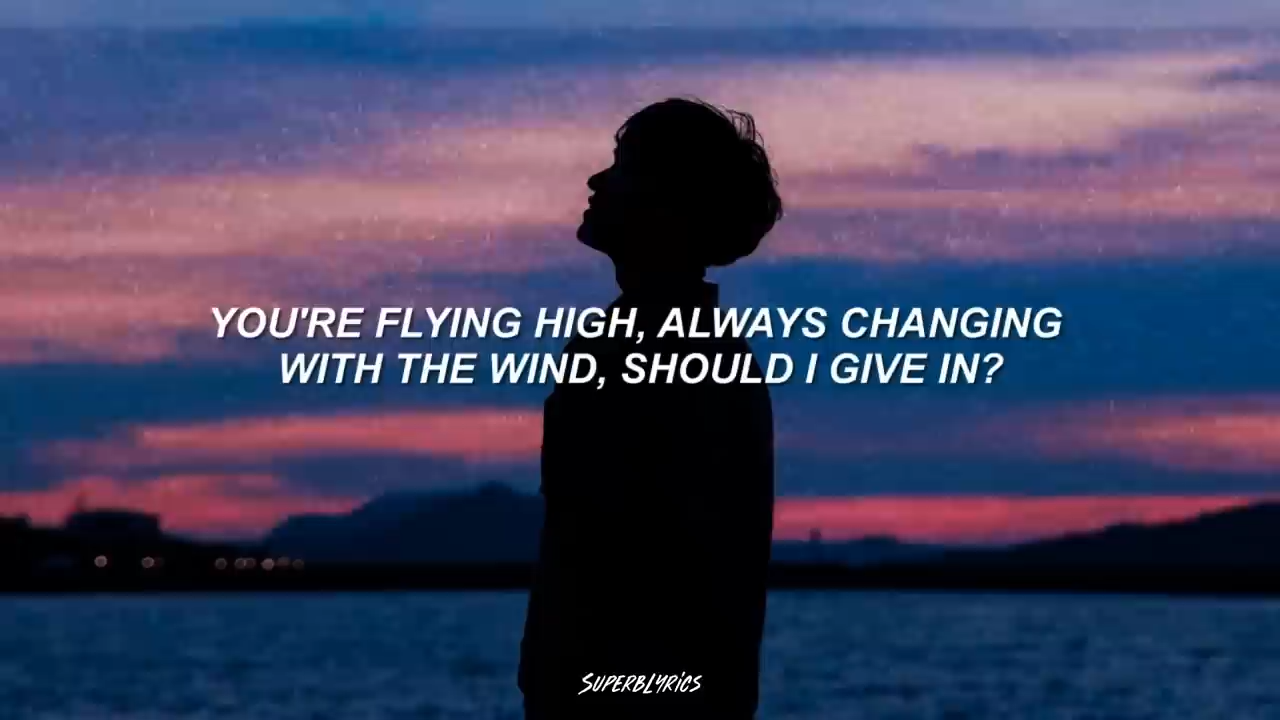 YOU'RE FLYING HIGH, ALWAYS CHANGING
WITH THE WIND, SHOULD I GIVE IN?
SUPERBLYRICS